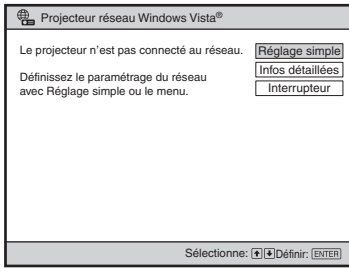 Projecteur réseau Windows Vista®
Le projecteur n'est pas connecté au réseau.
Réglage simple
Infos détaillées
Définissez le paramétrage du réseau
avec Réglage simple ou le menu.
Interrupteur
Sélectionne: ↑ ↓ Définir: ENTER